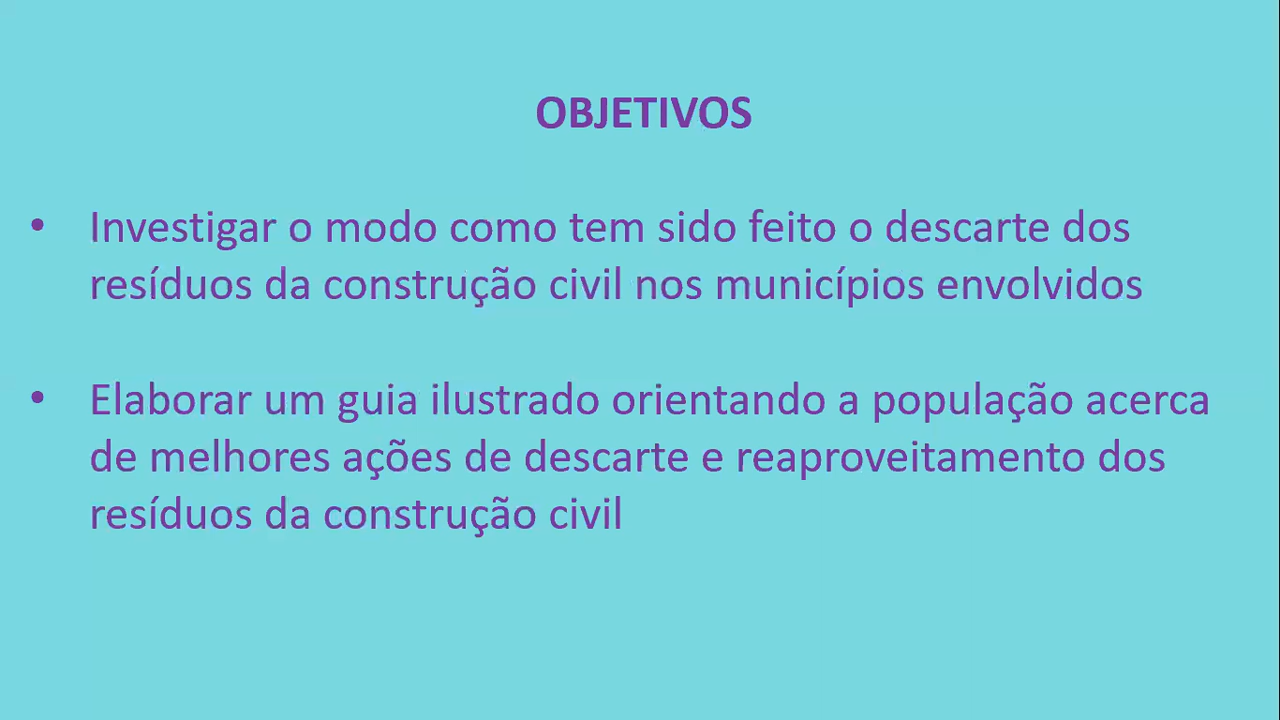 OBJETIVOS
• Investigar o modo como tem sido feito o descarte dos
resíduos da construção civil nos municípios envolvidos
• Elaborar um guia ilustrado orientando a população acerca
de melhores ações de descarte e reaproveitamento dos
resíduos da construção civil